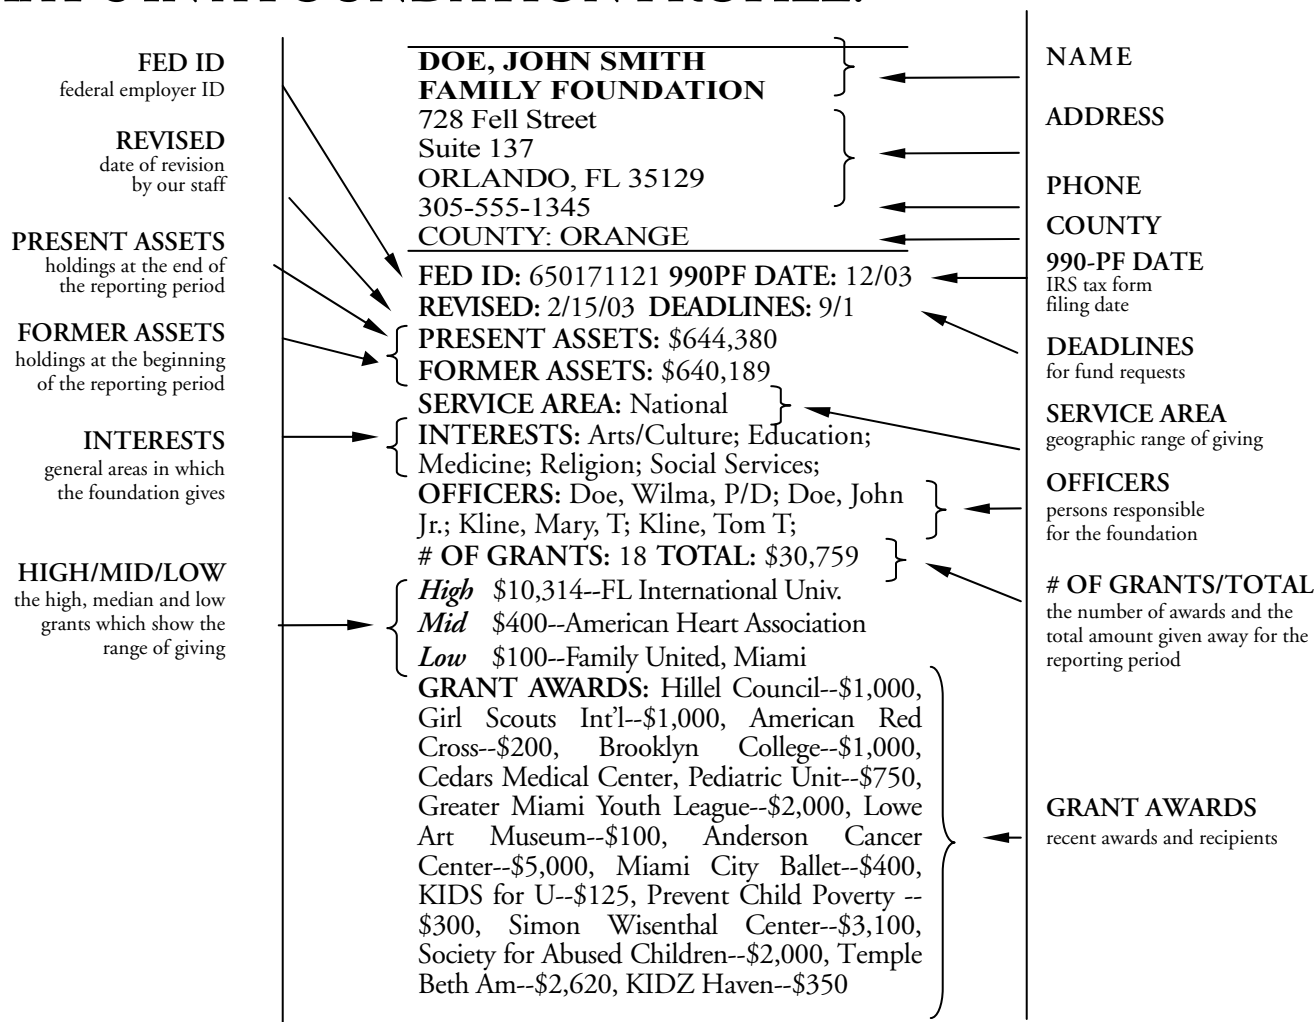 FED ID
federal employer ID
REVISED
date of revision
by our staff
PRESENT ASSETS
holdings at the end of
the reporting period
FORMER ASSETS
holdings at the beginning
of the reporting period
INTERESTS
general areas in which
the foundation gives
HIGH/MID/LOW
the high, median and low
grants which show the
range of giving
DOE, JOHN SMITH
FAMILY FOUNDATION
728 Fell Street
Suite 137
ORLANDO, FL 35129
305-555-1345
COUNTY: ORANGE
FED ID: 650171121 990PF DATE: 12/03
REVISED: 2/15/03 DEADLINES: 9/1
PRESENT ASSETS: $644,380
FORMER ASSETS: $640,189
SERVICE AREA: National
INTERESTS: Arts/Culture; Education;
Medicine; Religion; Social Services;
OFFICERS: Doe, Wilma, P/D; Doe, John
Jr.; Kline, Mary, T; Kline, Tom T;
# OF GRANTS: 18 TOTAL: $30,759
High $10,314--FL International Univ.
Mid $400--American Heart Association
Low $100--Family United, Miami
GRANT AWARDS: Hillel Council--$1,000,
Girl Scouts Int'l--$1,000, American Red
Cross--$200, Brooklyn College--$1,000,
Cedars Medical Center, Pediatric Unit--$750,
Greater Miami Youth League--$2,000, Lowe
Art Museum--$100, Anderson Cancer
Center--$5,000, Miami City Ballet--$400,
KIDS for U--$125, Prevent Child Poverty --
$300, Simon Wisenthal Center--$3,100,
Society for Abused Children--$2,000, Temple
Beth Am--$2,620, KIDZ Haven--$350
NAME
ADDRESS
PHONE
COUNTY
990-PF DATE
IRS tax form
filing date
DEADLINES
for fund requests
SERVICE AREA
geographic range of giving
OFFICERS
persons responsible
for the foundation
# OF GRANTS/TOTAL
the number of awards and the
total amount given away for the
reporting period
GRANT AWARDS
recent awards and recipients